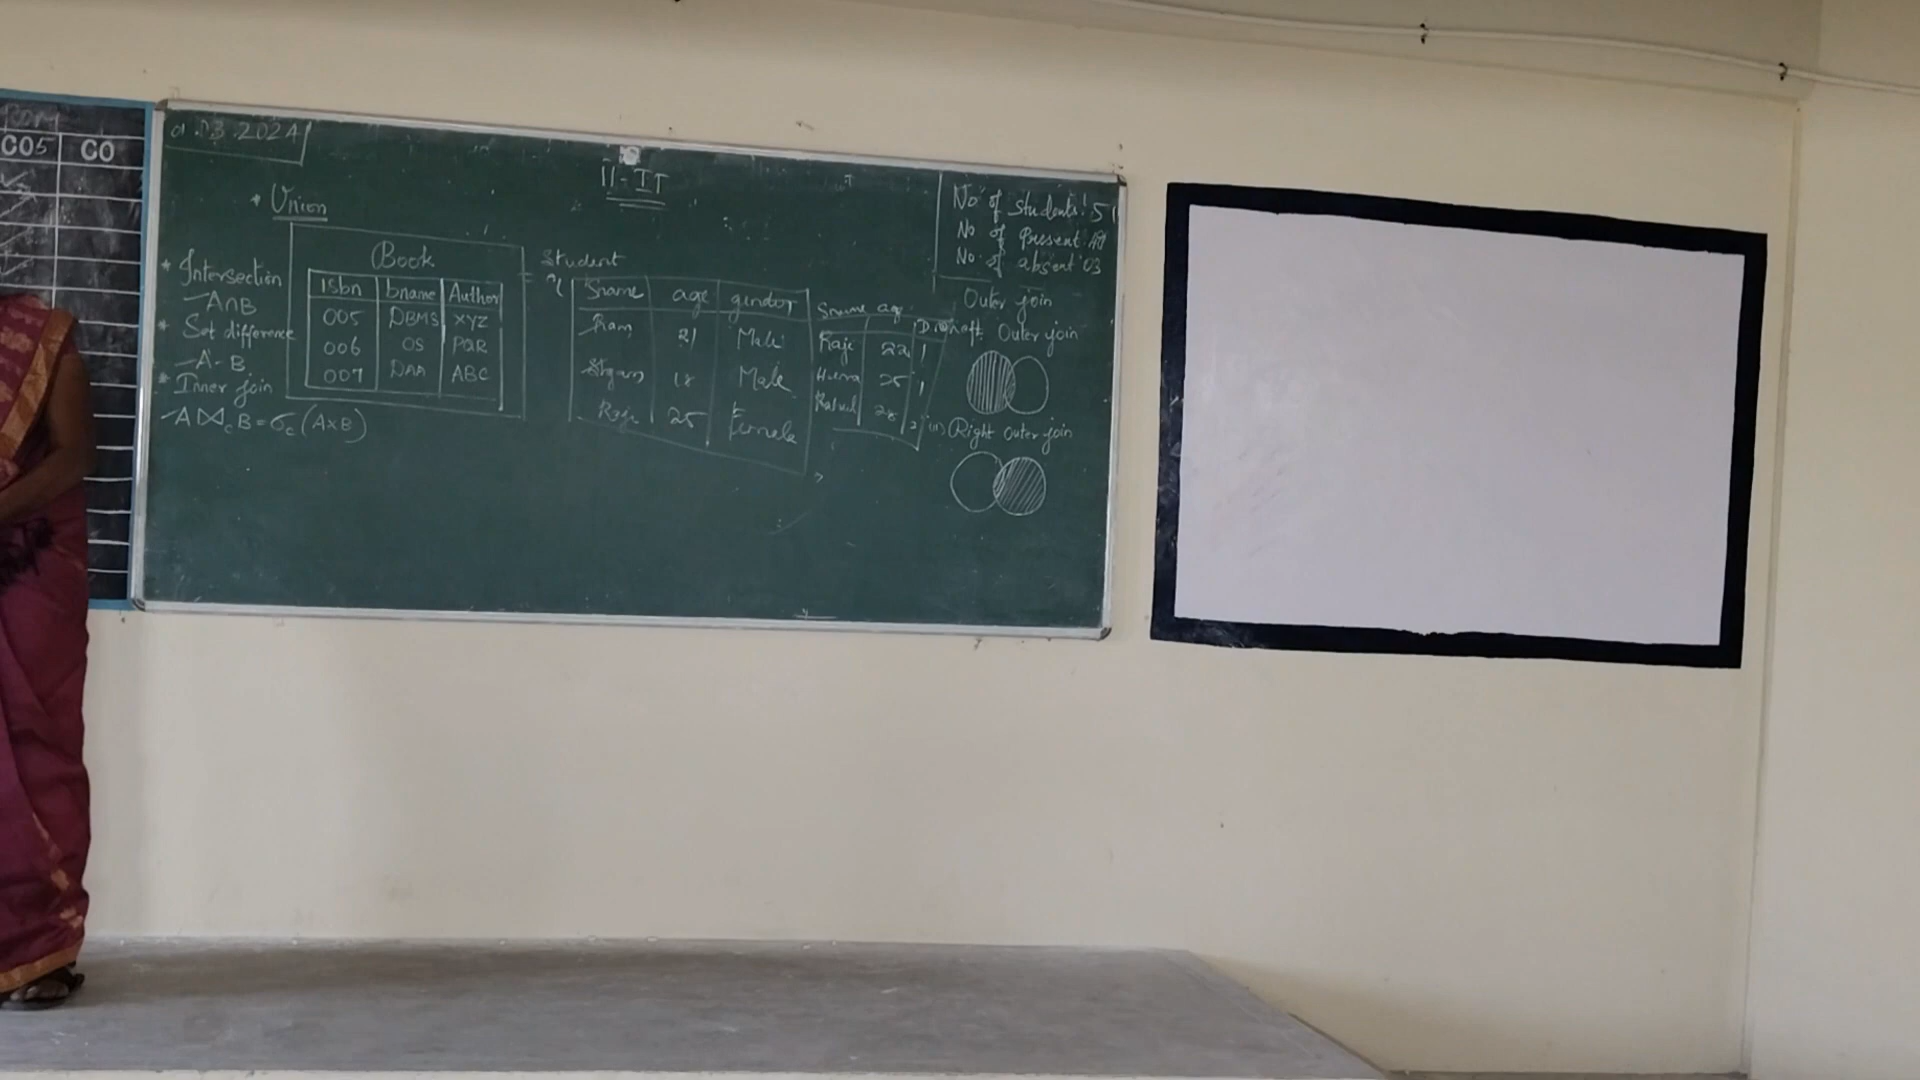 CO5 CO
.03.2024
II-IT
No of Students: 51
No of Present:
No. of absent 03
* Union
* Intersection
A∩B
* Set difference
A-B
* Inner join
A⋈cB=σc(A×B)
Book
Isbn bname Author
005 DBMS XYZ
006 OS PQR
007 DAA ABC
Student
Sname age gender
Ram 21 Male
Shyam 18 Male
Raju 25 Female
Sname age
Raje 22 1
25 1
Rahul 28 2
Outer join
Outer join
(ii) Right Outer join